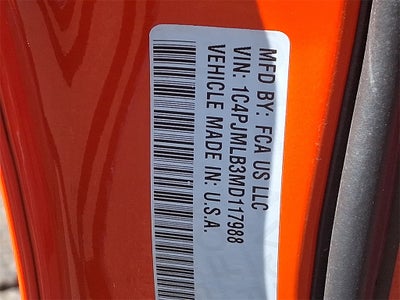 MFD BY: FCA US LLC
VIN: 1C4PJMLB3MD117988
VEHICLE MADE IN: U.S.A.